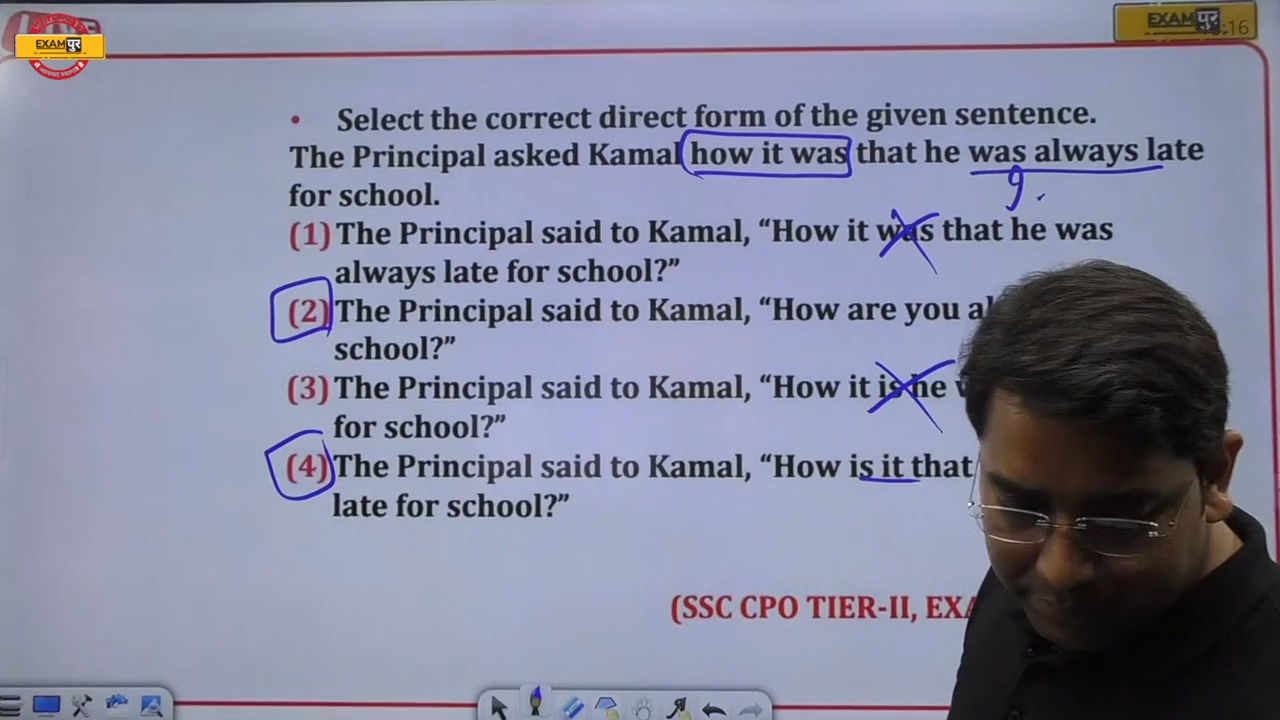 EXAMपुर
EXAMपुर
:16
• Select the correct direct form of the given sentence.
The Principal asked Kamal how it was that he was always late
for school.
9.
(1) The Principal said to Kamal, “How it was that he was
always late for school?”
(2) The Principal said to Kamal, “How are you
school?”
(3) The Principal said to Kamal, “How it is he
for school?”
(4) The Principal said to Kamal, “How is it that
late for school?”
(SSC CPO TIER-II,